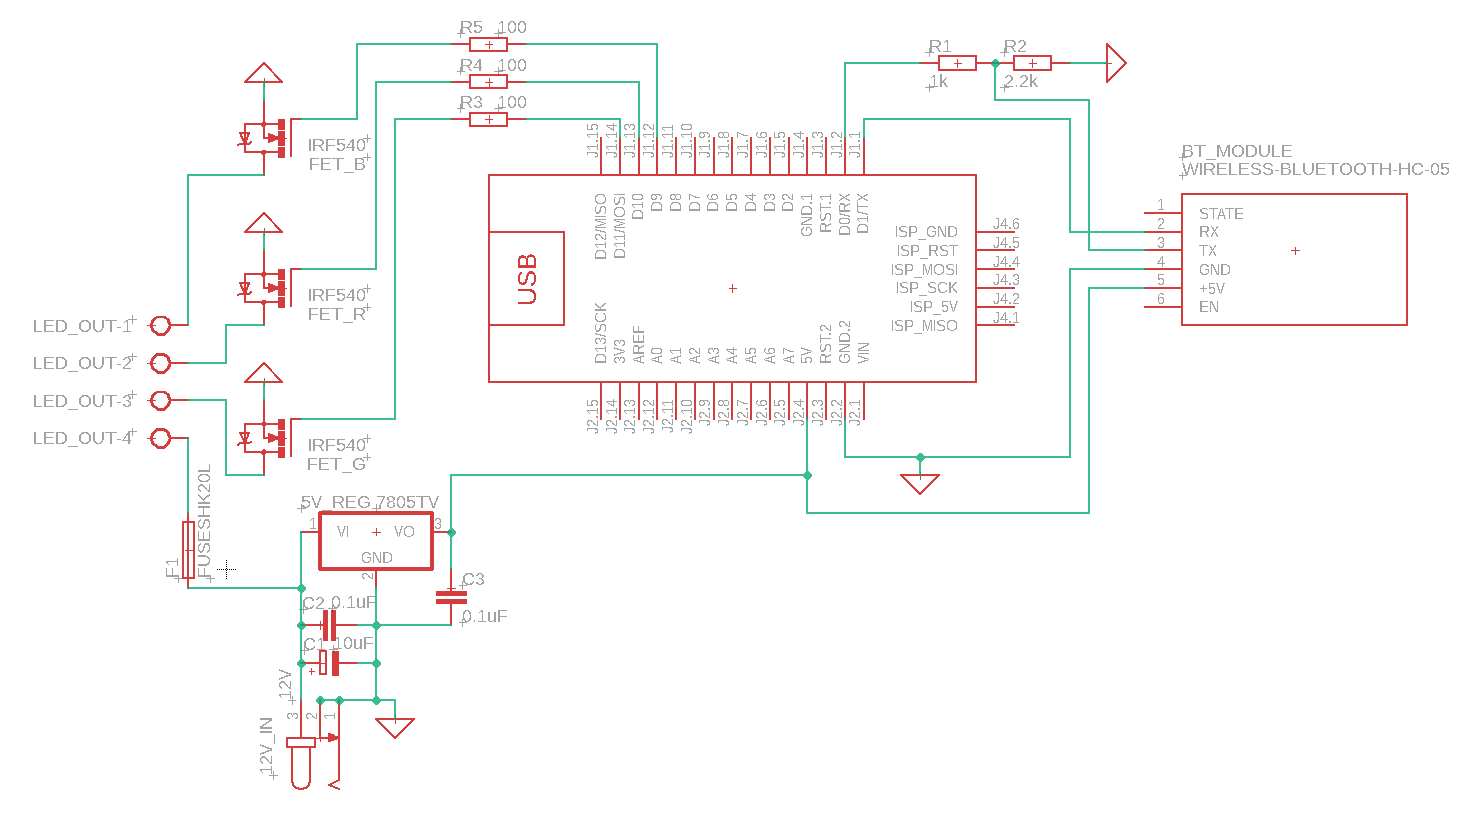 R5 100
R4 100
R3 100
R1
1k
R2
2.2k
IRF540
FET_B
IRF540
FET_R
IRF540
FET_G
LED_OUT-1
LED_OUT-2
LED_OUT-3
LED_OUT-4
J1.15
J1.14
J1.13
J1.12
J1.11
J1.10
J1.9
J1.8
J1.7
J1.6
J1.5
J1.4
J1.3
J1.2
J1.1
D12/MISO
D11/MOSI
D10
D9
D8
D7
D6
D5
D4
D3
D2
GND.1
RST.1
D0/RX
D1/TX
USB
ISP_GND J4.6
ISP_RST J4.5
ISP_MOSI J4.4
ISP_SCK J4.3
ISP_5V J4.2
ISP_MISO J4.1
D13/SCK
3V3
AREF
A0
A1
A2
A3
A4
A5
A6
A7
5V
RST.2
GND.2
VIN
J2.15
J2.14
J2.13
J2.12
J2.11
J2.10
J2.9
J2.8
J2.7
J2.6
J2.5
J2.4
J2.3
J2.2
J2.1
BT_MODULE
WIRELESS-BLUETOOTH-HC-05
1 STATE
2 RX
3 TX
4 GND
5 +5V
6 EN
F1
FUSESHK20L
5V_REG 7805TV
1 VI VO 3
GND
2
C3
0.1uF
C2 0.1uF
C1 10uF
12V
3
2
1
12V_IN